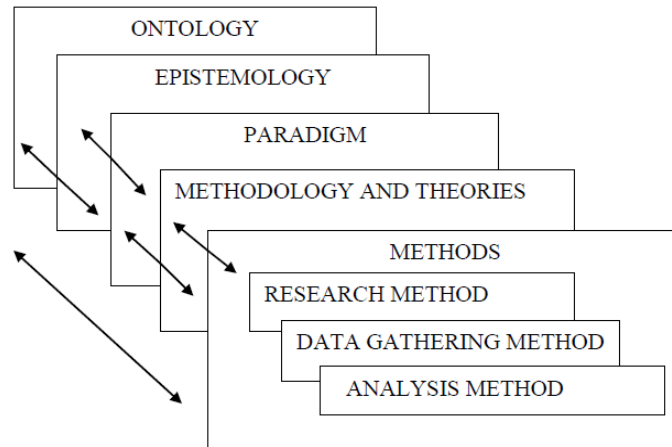 ONTOLOGY
EPISTEMOLOGY
PARADIGM
METHODOLOGY AND THEORIES
METHODS
RESEARCH METHOD
DATA GATHERING METHOD
ANALYSIS METHOD